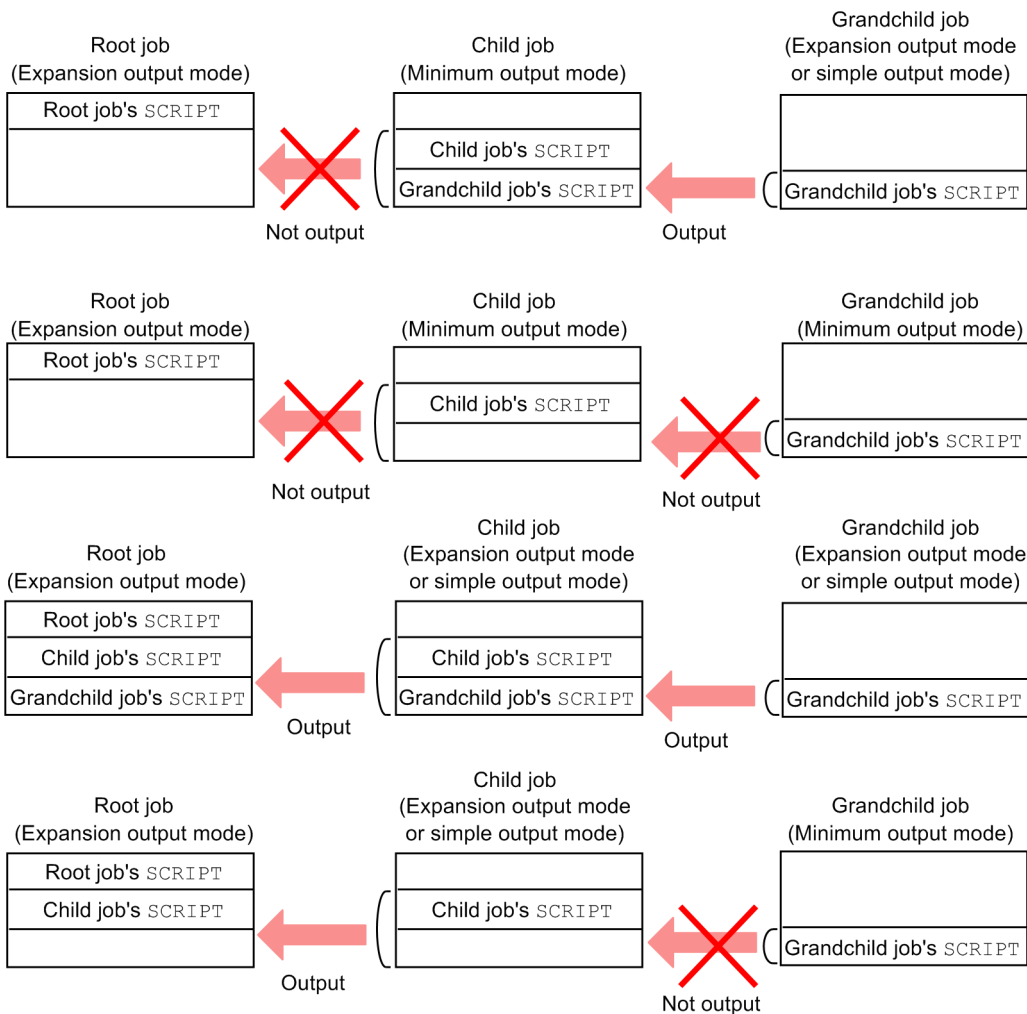 Root job
(Expansion output mode)
Child job
(Minimum output mode)
Grandchild job
(Expansion output mode
or simple output mode)
Root job's SCRIPT
Child job's SCRIPT
Grandchild job's SCRIPT
Grandchild job's SCRIPT
Not output
Output
Root job
(Expansion output mode)
Child job
(Minimum output mode)
Grandchild job
(Minimum output mode)
Root job's SCRIPT
Child job's SCRIPT
Grandchild job's SCRIPT
Not output
Not output
Root job
(Expansion output mode)
Child job
(Expansion output mode
or simple output mode)
Grandchild job
(Expansion output mode
or simple output mode)
Root job's SCRIPT
Child job's SCRIPT
Grandchild job's SCRIPT
Child job's SCRIPT
Grandchild job's SCRIPT
Grandchild job's SCRIPT
Output
Output
Root job
(Expansion output mode)
Child job
(Expansion output mode
or simple output mode)
Grandchild job
(Minimum output mode)
Root job's SCRIPT
Child job's SCRIPT
Child job's SCRIPT
Grandchild job's SCRIPT
Output
Not output